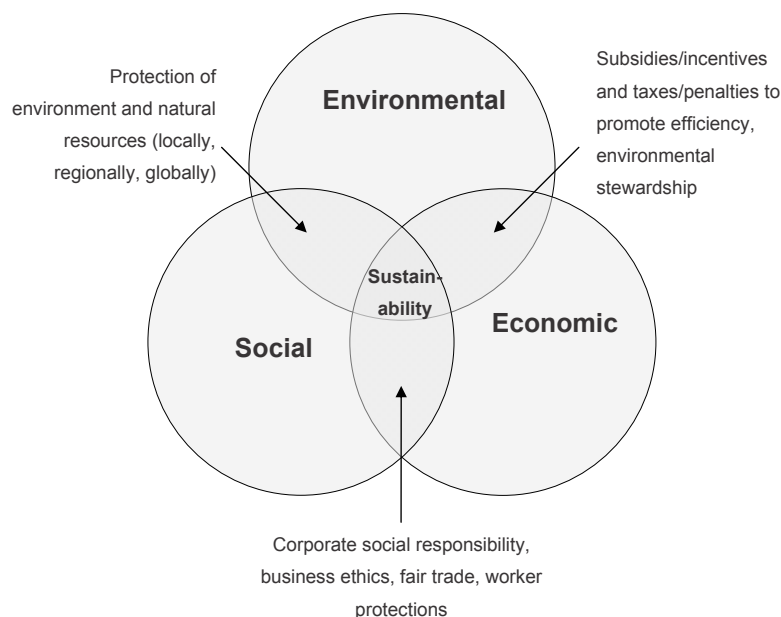 Protection of
environment and natural
resources (locally,
regionally, globally)
Environmental
Subsidies/incentives
and taxes/penalties to
promote efficiency,
environmental
stewardship
Sustain-
ability
Social
Economic
Corporate social responsibility,
business ethics, fair trade, worker
protections